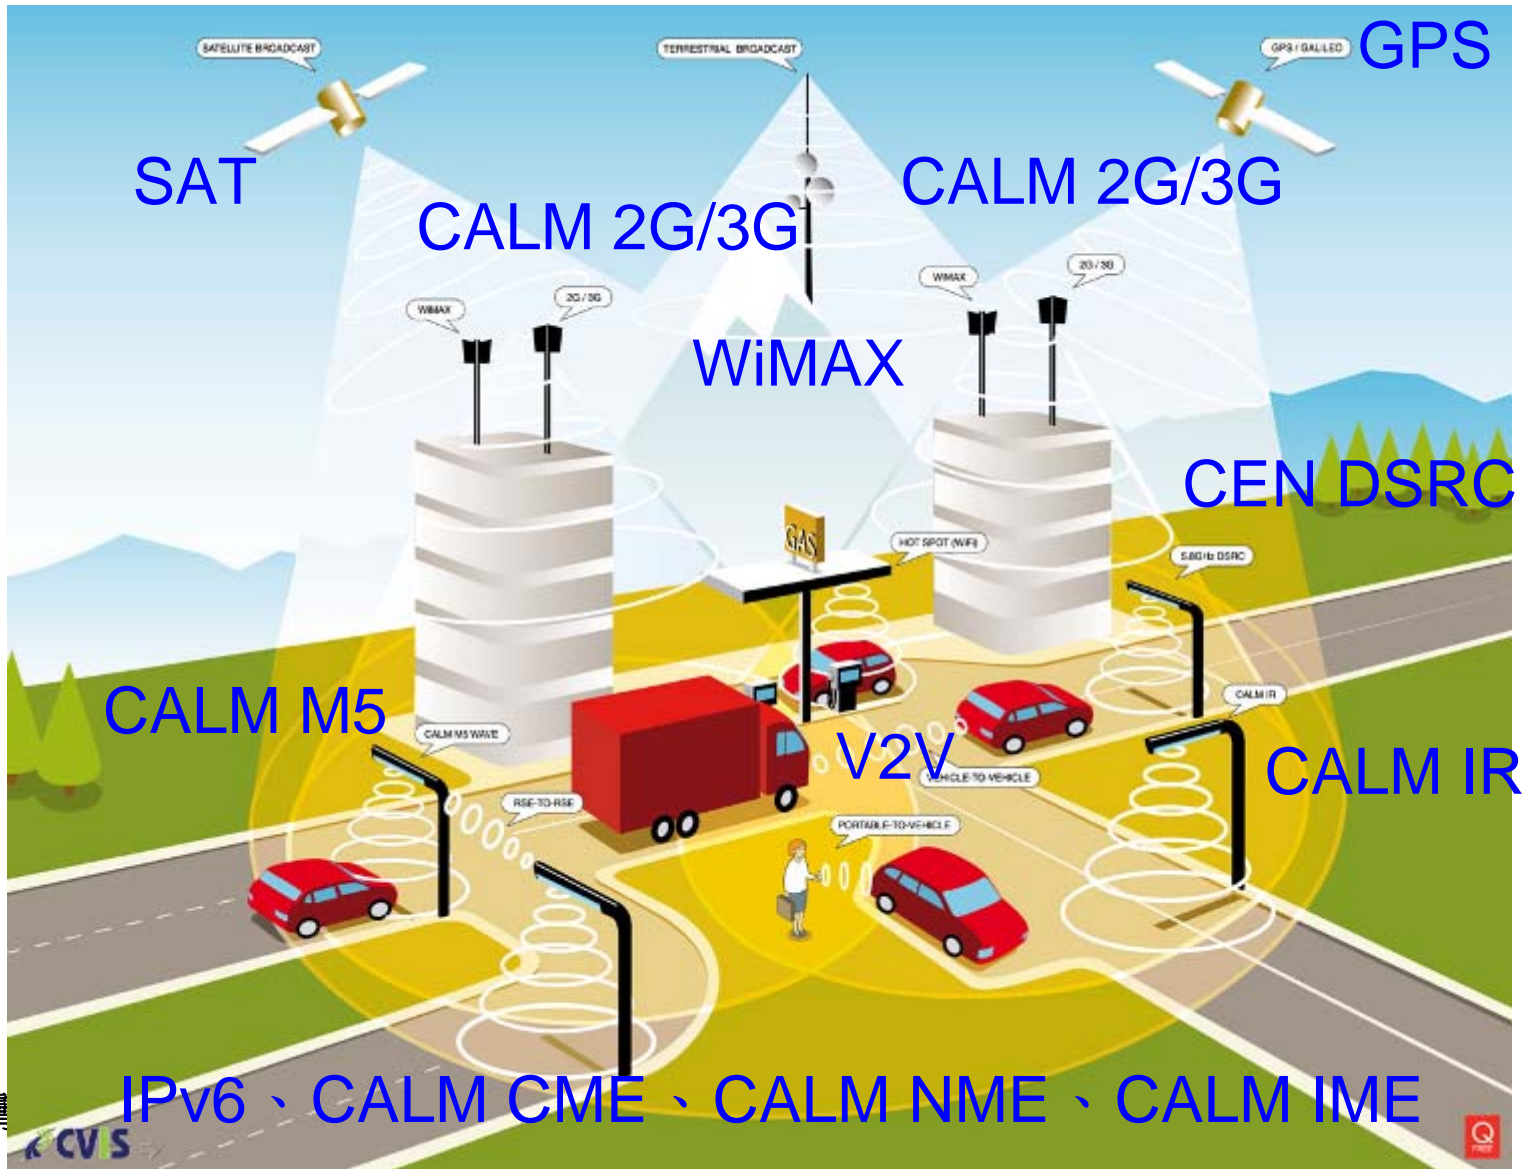 SATELLITE BROADCAST
TERRESTRIAL BROADCAST
GPS / GALILEO
GPS
SAT
CALM 2G/3G
CALM 2G/3G
WiMAX
2G / 3G
WiMAX
2G / 3G
WiMAX
CEN DSRC
GAS
HOT SPOT (WiFi)
5.8GHz DSRC
CALM M5
CALM IR
CALM M5 WAVE
V2V
VEHICLE-TO-VEHICLE
CALM IR
RSE-TO-RSE
PORTABLE-TO-VEHICLE
IPv6、CALM CME、CALM NME、CALM IME
CVIS
Q
FREE